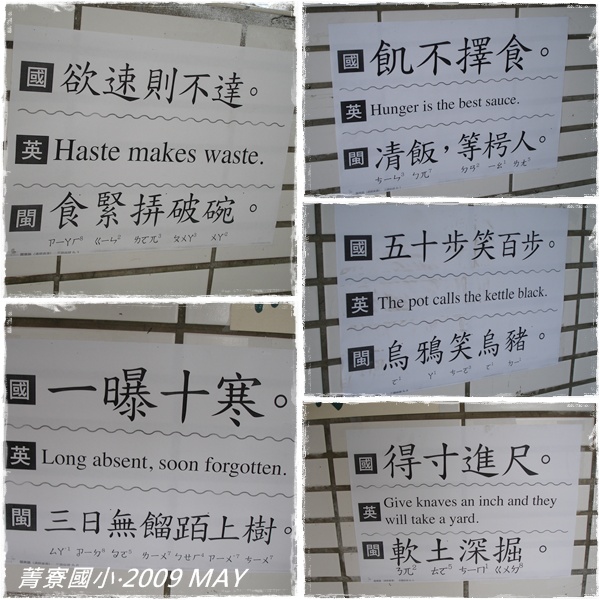 國 欲速則不達。
英 Haste makes waste.
閩 食緊挵破碗。
國 飢不擇食。
英 Hunger is the best sauce.
閩 清飯，等枵人。
國 五十步笑百步。
英 The pot calls the kettle black.
閩 烏鴉笑烏豬。
國 一曝十寒。
英 Long absent, soon forgotten.
閩 三日無餾䟘上樹。
國 得寸進尺。
英 Give knaves an inch and they
will take a yard.
閩 軟土深掘。
菁寮國小·2009 MAY